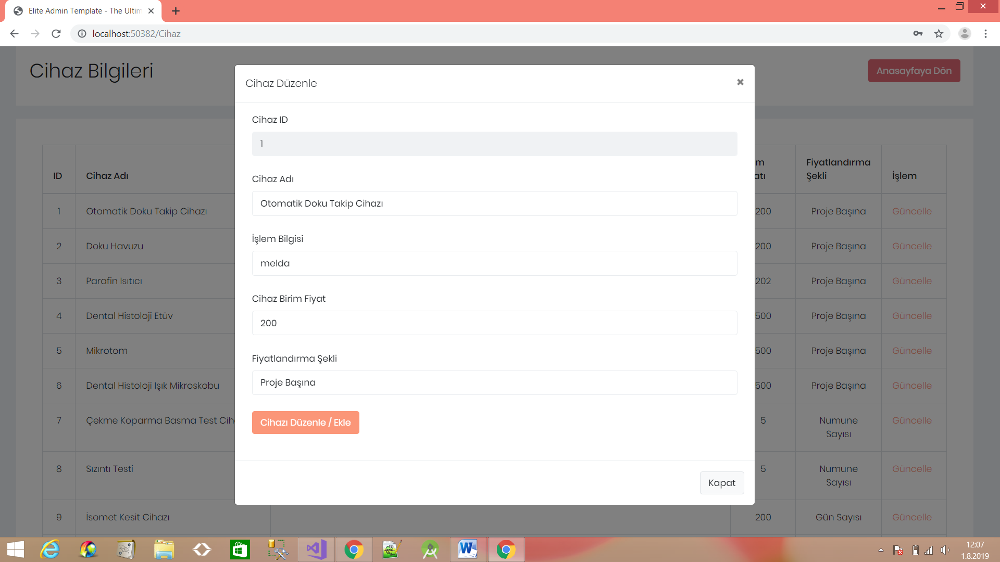 Elite Admin Template - The Ultim
localhost:50382/Cihaz
Cihaz Bilgileri
Anasayfaya Dön
Cihaz Düzenle
Cihaz ID
1
Cihaz Adı
Otomatik Doku Takip Cihazı
İşlem Bilgisi
melda
Cihaz Birim Fiyat
200
Fiyatlandırma Şekli
Proje Başına
Cihazı Düzenle / Ekle
Kapat
ID Cihaz Adı m atı Fiyatlandırma Şekli İşlem
1 Otomatik Doku Takip Cihazı 200 Proje Başına Güncelle
2 Doku Havuzu 200 Proje Başına Güncelle
3 Parafin Isıtıcı 202 Proje Başına Güncelle
4 Dental Histoloji Etüv 500 Proje Başına Güncelle
5 Mikrotom 500 Proje Başına Güncelle
6 Dental Histoloji Işık Mikroskobu 500 Proje Başına Güncelle
7 Çekme Koparma Basma Test Cih 5 Numune Sayısı Güncelle
8 Sızıntı Testi 5 Numune Sayısı Güncelle
9 İsomet Kesit Cihazı 200 Gün Sayısı Güncelle
12:07
1.8.2019